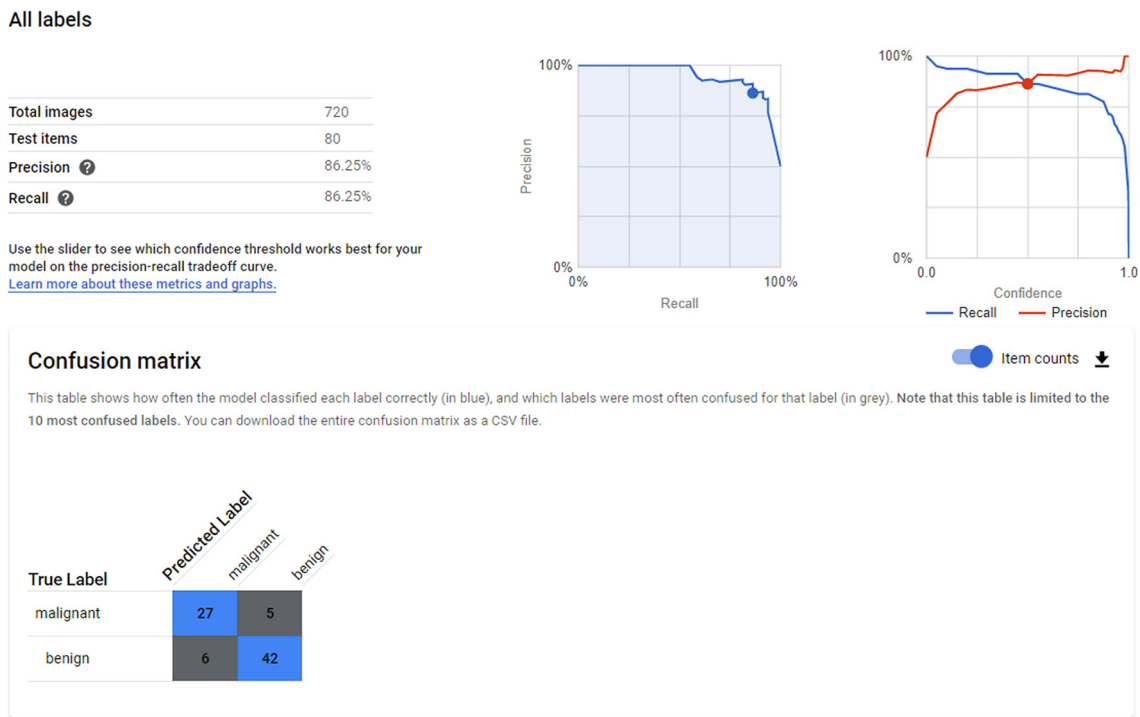 All labels
Total images 720
Test items 80
Precision ? 86.25%
Recall ? 86.25%
Use the slider to see which confidence threshold works best for your
model on the precision-recall tradeoff curve.
Learn more about these metrics and graphs.
100%
Precision
0%
0% 100%
Recall
100%
0%
0.0 1.0
Confidence
Recall Precision
Confusion matrix
Item counts
This table shows how often the model classified each label correctly (in blue), and which labels were most often confused for that label (in grey). Note that this table is limited to the
10 most confused labels. You can download the entire confusion matrix as a CSV file.
Predicted Label
malignant
benign
True Label
malignant 27 5
benign 6 42